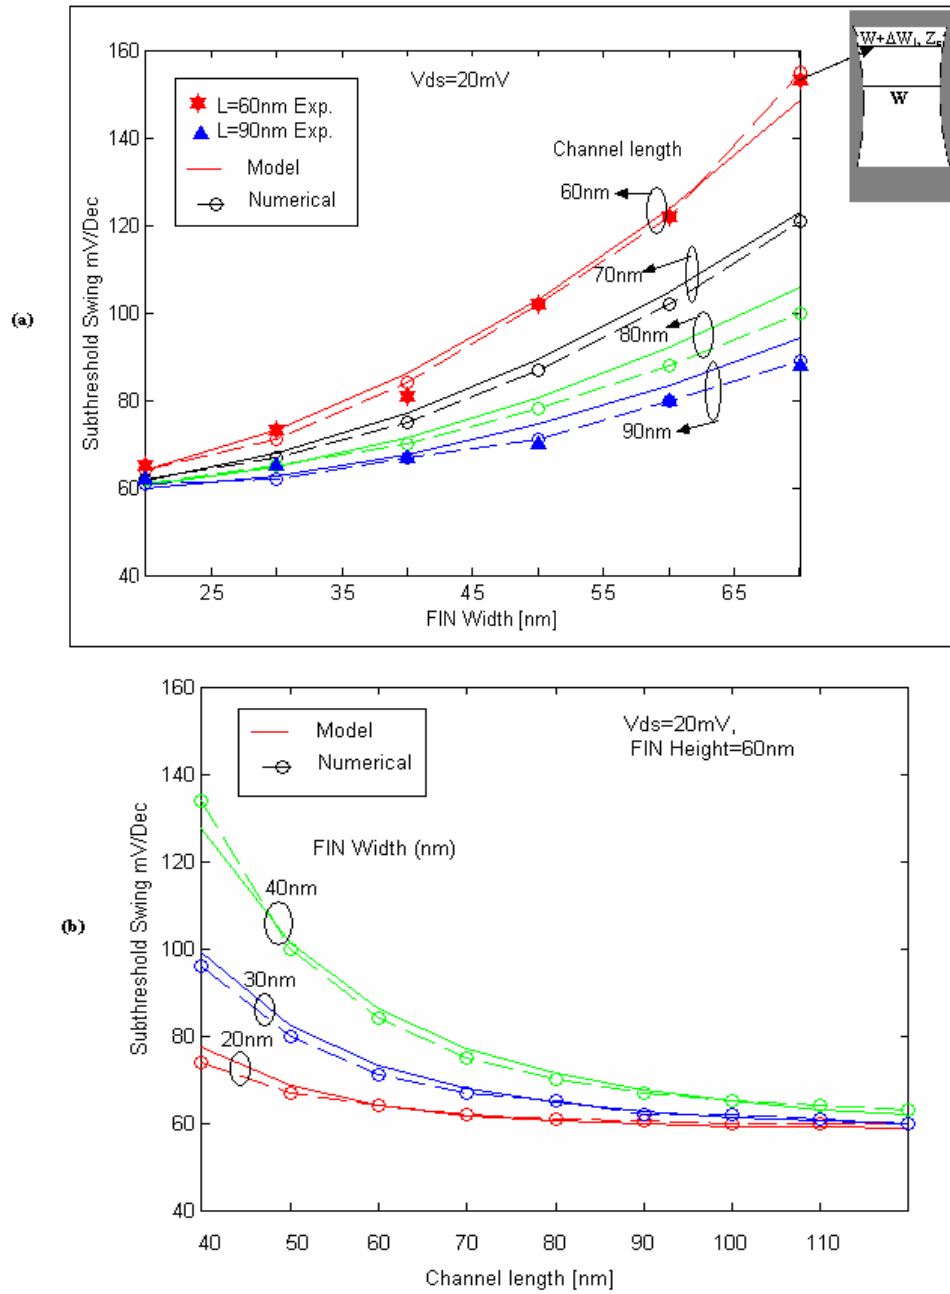 (a)
Subthreshold Swing mV/Dec
160
140
120
100
80
60
40
25
35
45
55
65
FIN Width [nm]
Vds=20mV
L=60nm Exp.
L=90nm Exp.
Model
Numerical
Channel length
60nm
70nm
80nm
90nm
W
(b)
Subthreshold Swing mV/Dec
160
140
120
100
80
60
40
40
50
60
70
80
90
100
110
Channel length [nm]
Model
Numerical
Vds=20mV,
FIN Height=60nm
FIN Width (nm)
40nm
30nm
20nm